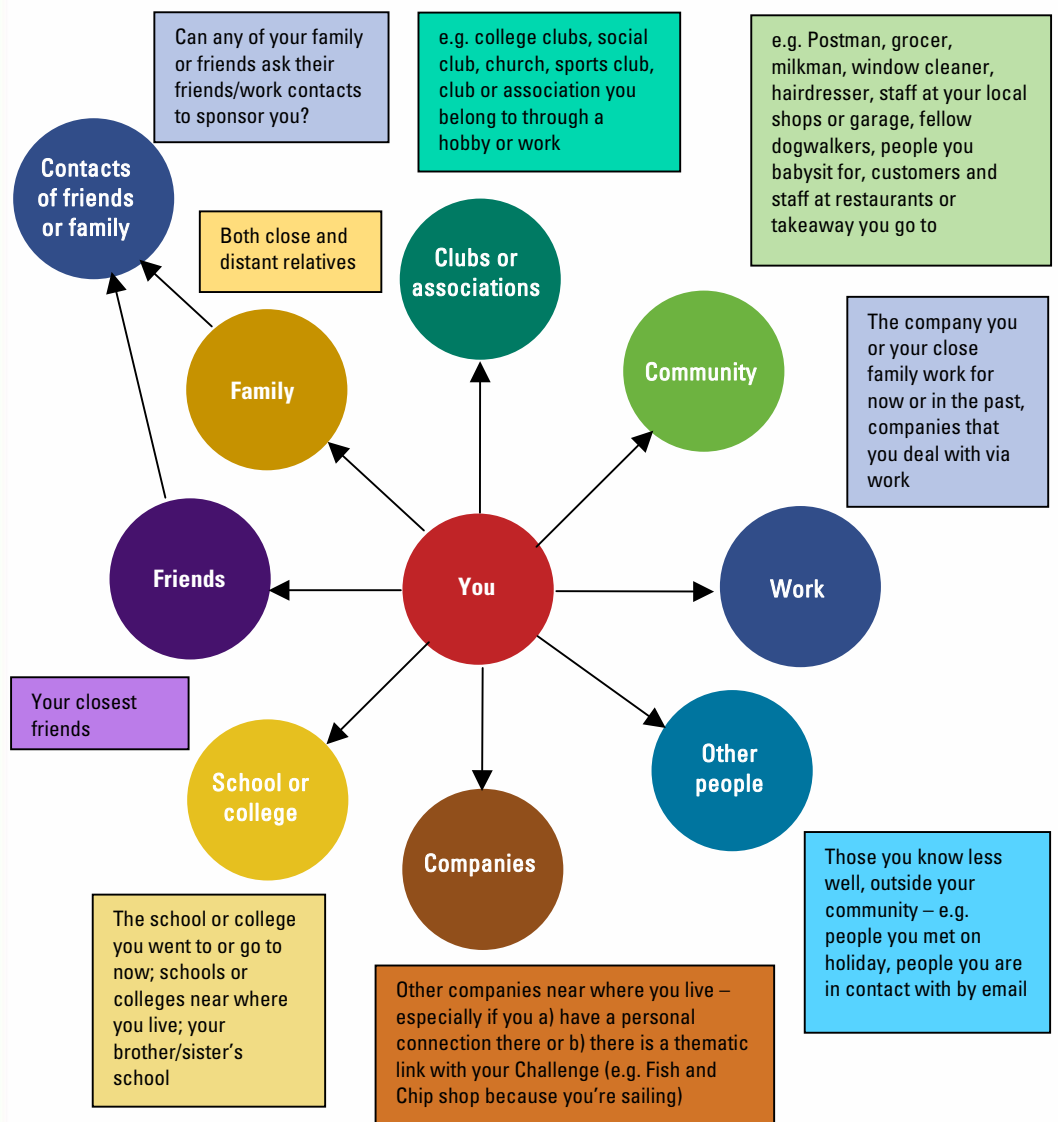 Can any of your family
or friends ask their
friends/work contacts
to sponsor you?
e.g. college clubs, social
club, church, sports club,
club or association you
belong to through a
hobby or work
e.g. Postman, grocer,
milkman, window cleaner,
hairdresser, staff at your local
shops or garage, fellow
dogwalkers, people you
babysit for, customers and
staff at restaurants or
takeaway you go to
Contacts
of friends
or family
Both close and
distant relatives
Clubs or
associations
Family
Community
The company you
or your close
family work for
now or in the past,
companies that
you deal with via
work
Friends
You
Work
Your closest
friends
School or
college
Companies
Other
people
The school or college
you went to or go to
now; schools or
colleges near where
you live; your
brother/sister's
school
Other companies near where you live –
especially if you a) have a personal
connection there or b) there is a thematic
link with your Challenge (e.g. Fish and
Chip shop because you're sailing)
Those you know less
well, outside your
community – e.g.
people you met on
holiday, people you are
in contact with by email